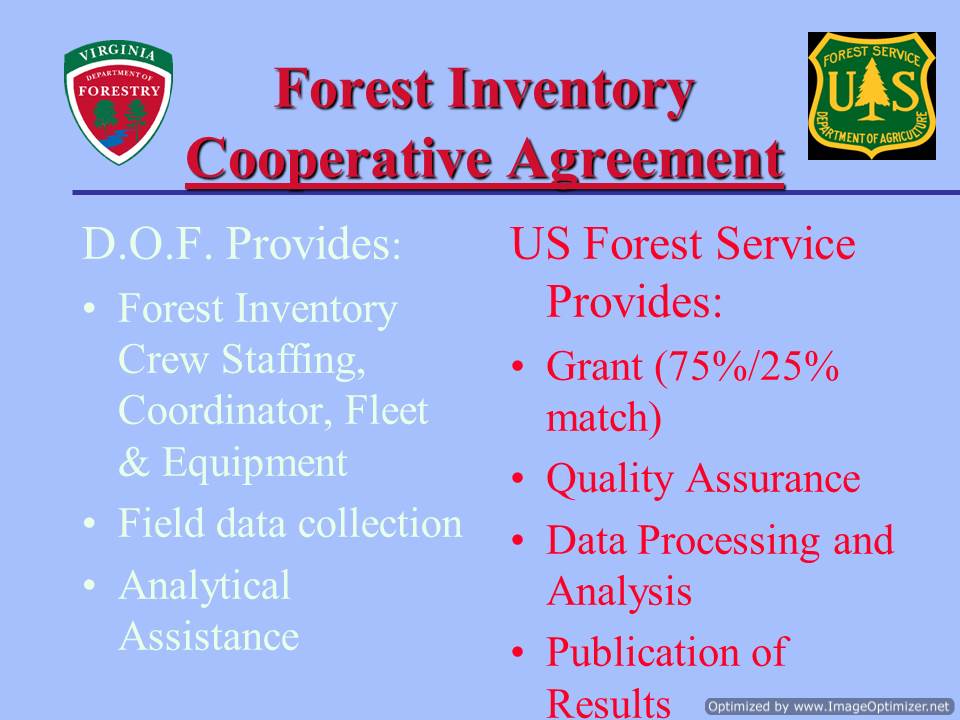 VIRGINIA
DEPARTMENT OF
FORESTRY
Forest Inventory
Cooperative Agreement
FOREST SERVICE
US
DEPARTMENT OF AGRICULTURE
D.O.F. Provides:
• Forest Inventory
Crew Staffing,
Coordinator, Fleet
& Equipment
• Field data collection
• Analytical
Assistance
US Forest Service
Provides:
• Grant (75%/25%
match)
• Quality Assurance
• Data Processing and
Analysis
• Publication of
Results
Optimized by www.ImageOptimizer.net